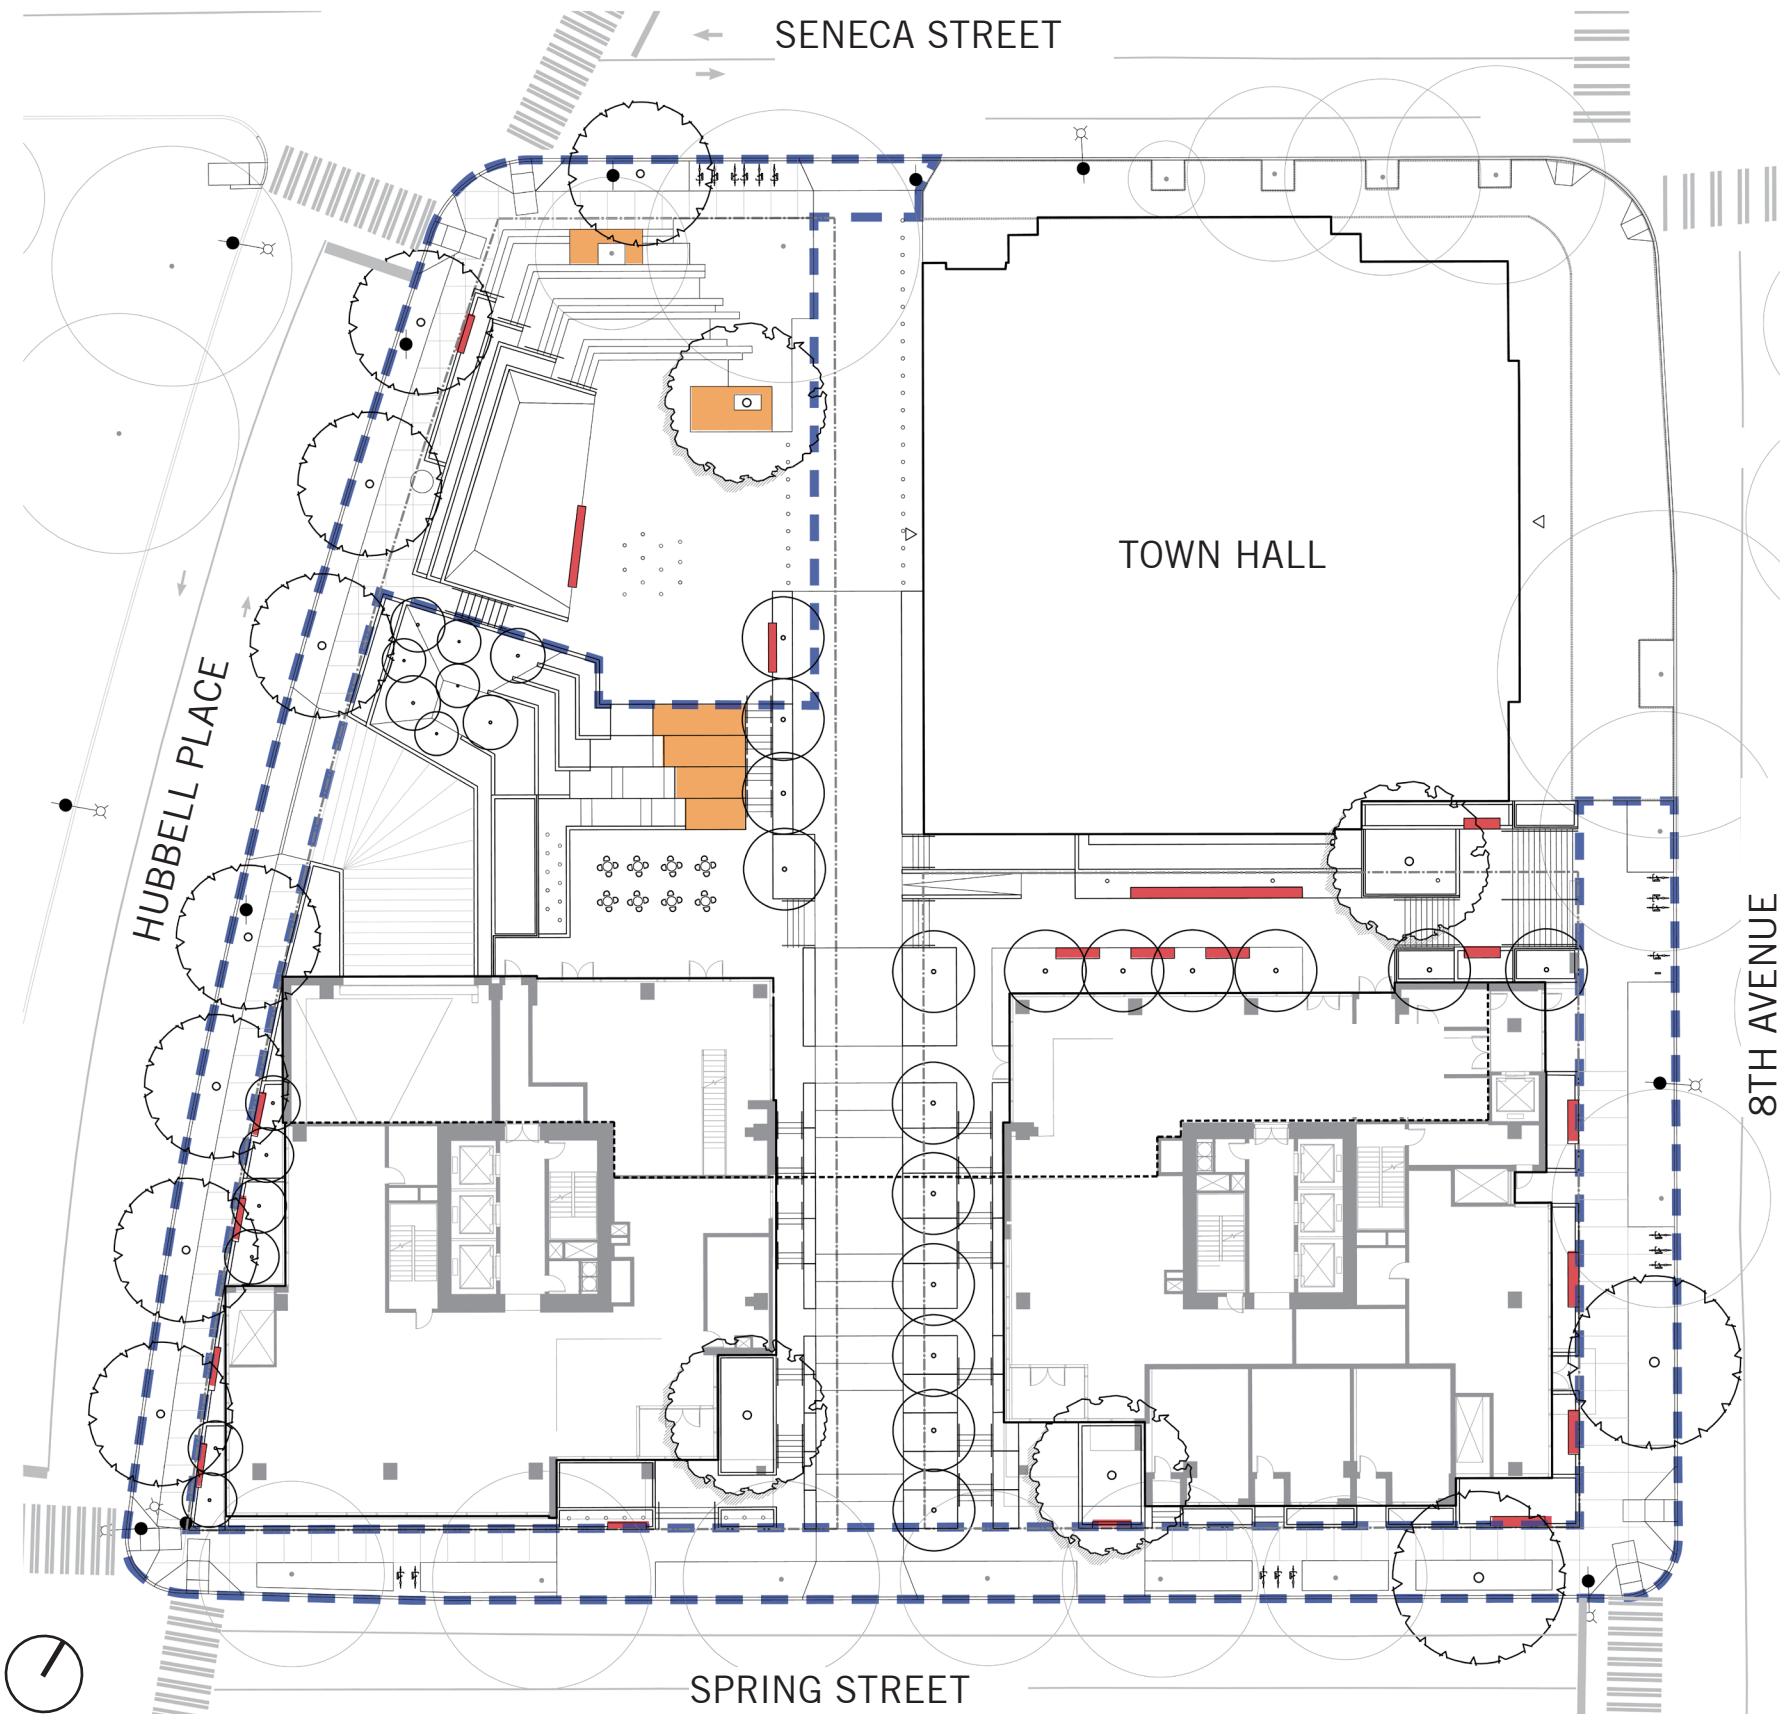 SENECA STREET
TOWN HALL
HUBBELL PLACE
8TH AVENUE
SPRING STREET